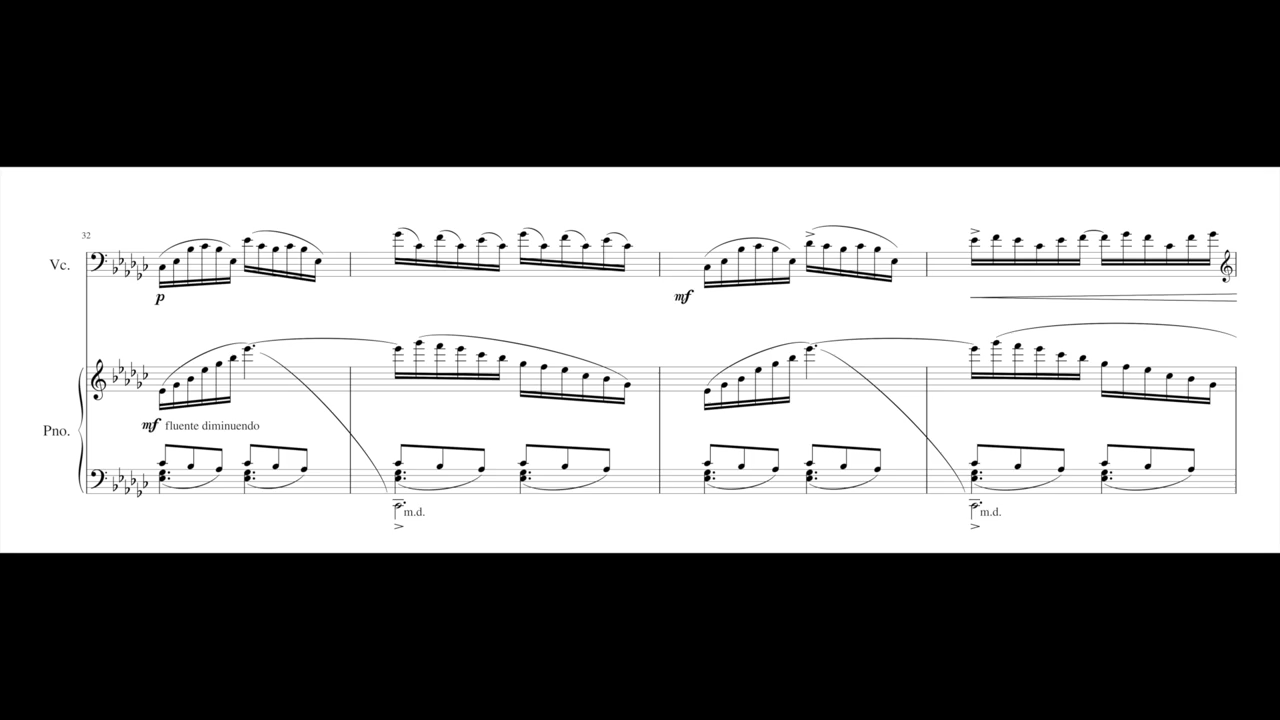 32
Vc.
p
mf
Pno.
mf fluente diminuendo
m.d.
m.d.